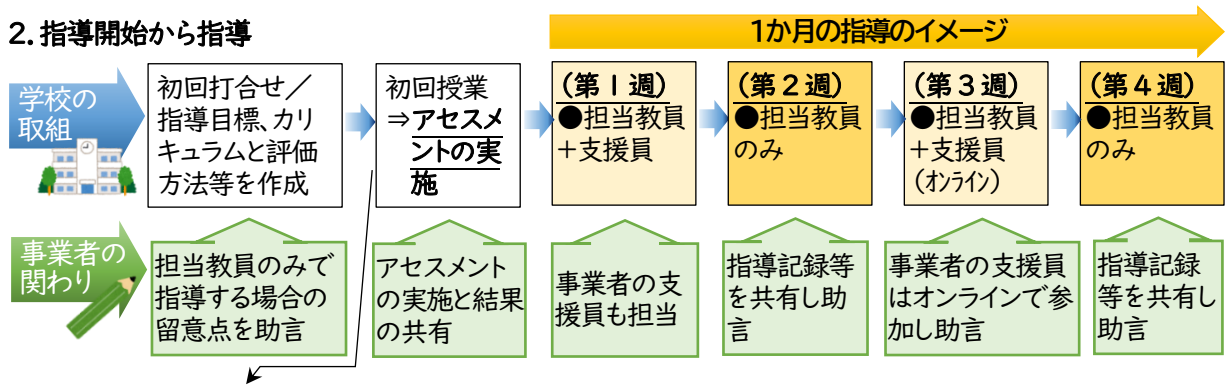 2. 指導開始から指導
1か月の指導のイメージ
学校の
取組
初回打合せ／
指導目標、カリ
キュラムと評価
方法等を作成
初回授業
⇒アセスメ
ントの実
施
(第１週)
●担当教員
＋支援員
(第２週)
●担当教員
のみ
(第３週)
●担当教員
＋支援員
(オンライン)
(第４週)
●担当教員
のみ
事業者の
関わり
担当教員のみで
指導する場合の
留意点を助言
アセスメント
の実施と結果
の共有
事業者の支
援員も担当
指導記録等
を共有し助
言
事業者の支援員
はオンラインで参
加し助言
指導記録
等を共有し
助言